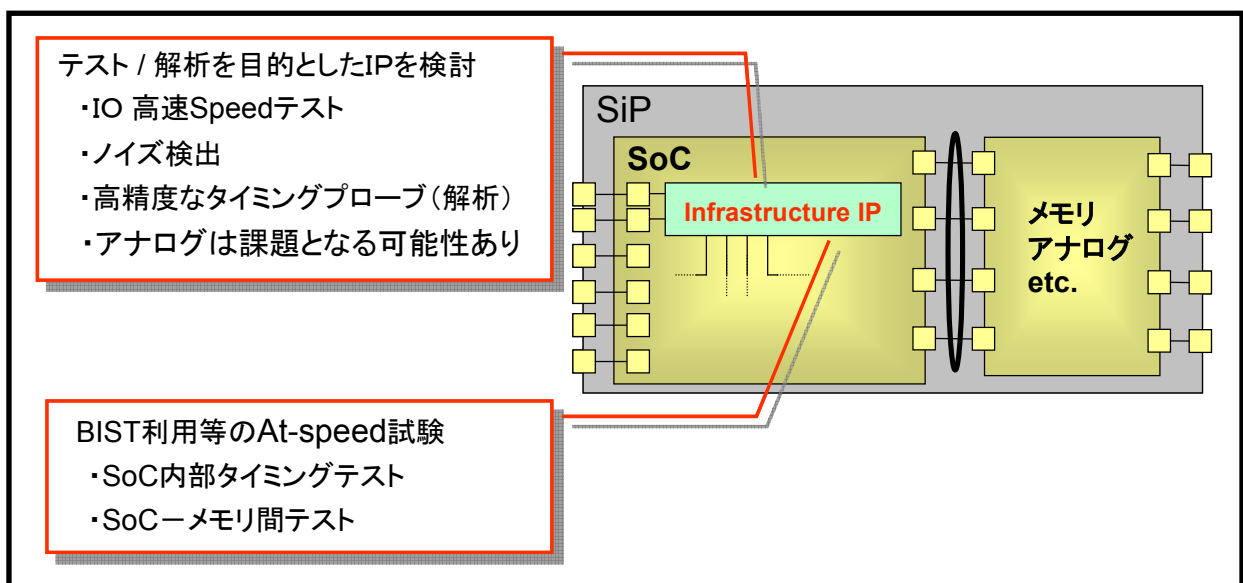 テスト / 解析を目的としたIPを検討
・IO 高速Speedテスト
・ノイズ検出
・高精度なタイミングプローブ(解析)
・アナログは課題となる可能性あり
SiP
SoC
Infrastructure IP
メモリ
アナログ
etc.
BIST利用等のAt-speed試験
・SoC内部タイミングテスト
・SoC-メモリ間テスト